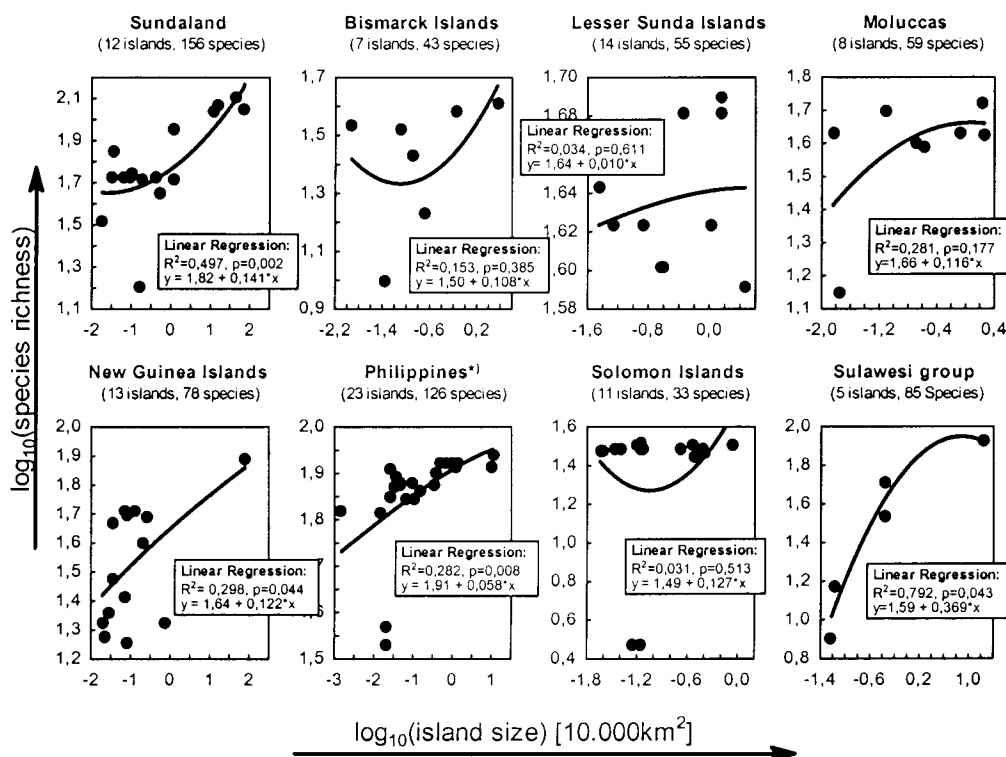 Sundaland
(12 islands, 156 species)
2,1
1,9
1,7
1,5
1,3
1,1
Linear Regression:
R²=0,497, p=0,002
y = 1,82 + 0,141*x
-2 -1 0 1 2
Bismarck Islands
(7 islands, 43 species)
1,7
1,5
1,3
1,1
0,9
Linear Regression:
R²=0,153, p=0,385
y = 1,50 + 0,108*x
-2,2 -1,4 -0,6 0,2
Lesser Sunda Islands
(14 islands, 55 species)
1,70
1,68
1,64
1,62
1,60
1,58
Linear Regression:
R²=0,034, p=0,611
y= 1,64 + 0,010*x
-1,6 -0,8 0,0
Moluccas
(8 islands, 59 species)
1,8
1,7
1,6
1,5
1,4
1,3
1,2
1,1
Linear Regression:
R²=0,281, p=0,177
y=1,66 + 0,116*x
-2,0 -1,2 -0,4 0,4
New Guinea Islands
(13 islands, 78 species)
2,0
1,9
1,8
1,7
1,6
1,5
1,4
1,3
1,2
Linear Regression:
R²= 0,298, p=0,044
y = 1,64 + 0,122*x
-2 -1 0 1 2
Philippines*)
(23 islands, 126 species)
2,0
1,9
1,8
1,5
Linear Regression:
R²=0,282, p=0,008
y = 1,91 + 0,058*x
-3 -2 -1 0 1
Solomon Islands
(11 islands, 33 species)
1,6
1,4
1,2
1,0
0,8
0,6
0,4
Linear Regression:
R²=0,031, p=0,513
y = 1,49 + 0,127*x
-1,8 -1,2 -0,6 0,0
Sulawesi group
(5 islands, 85 Species)
2,0
1,8
1,6
1,4
1,2
1,0
0,8
Linear Regression:
R²=0,792, p=0,043
y=1,59 + 0,369*x
-1,4 -0,6 0,2 1,0
log10(species richness)
log10(island size) [10.000km²]